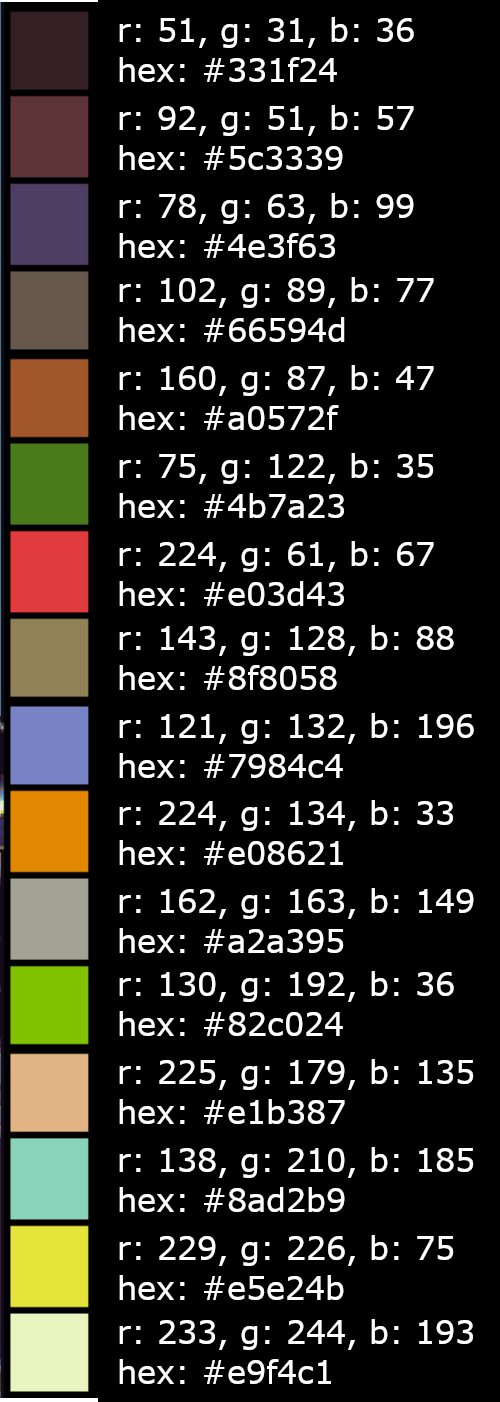 r: 51, g: 31, b: 36
hex: #331f24
r: 92, g: 51, b: 57
hex: #5c3339
r: 78, g: 63, b: 99
hex: #4e3f63
r: 102, g: 89, b: 77
hex: #66594d
r: 160, g: 87, b: 47
hex: #a0572f
r: 75, g: 122, b: 35
hex: #4b7a23
r: 224, g: 61, b: 67
hex: #e03d43
r: 143, g: 128, b: 88
hex: #8f8058
r: 121, g: 132, b: 196
hex: #7984c4
r: 224, g: 134, b: 33
hex: #e08621
r: 162, g: 163, b: 149
hex: #a2a395
r: 130, g: 192, b: 36
hex: #82c024
r: 225, g: 179, b: 135
hex: #e1b387
r: 138, g: 210, b: 185
hex: #8ad2b9
r: 229, g: 226, b: 75
hex: #e5e24b
r: 233, g: 244, b: 193
hex: #e9f4c1